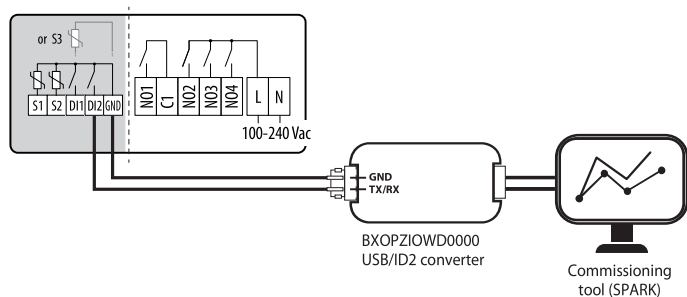 or S3
S1 S2 DI1 DI2 GND
NO1 C1 NO2 NO3 NO4 L N
100-240 Vac
GND
TX/RX
BXOPZIOWD0000
USB/ID2 converter
Commissioning
tool (SPARK)